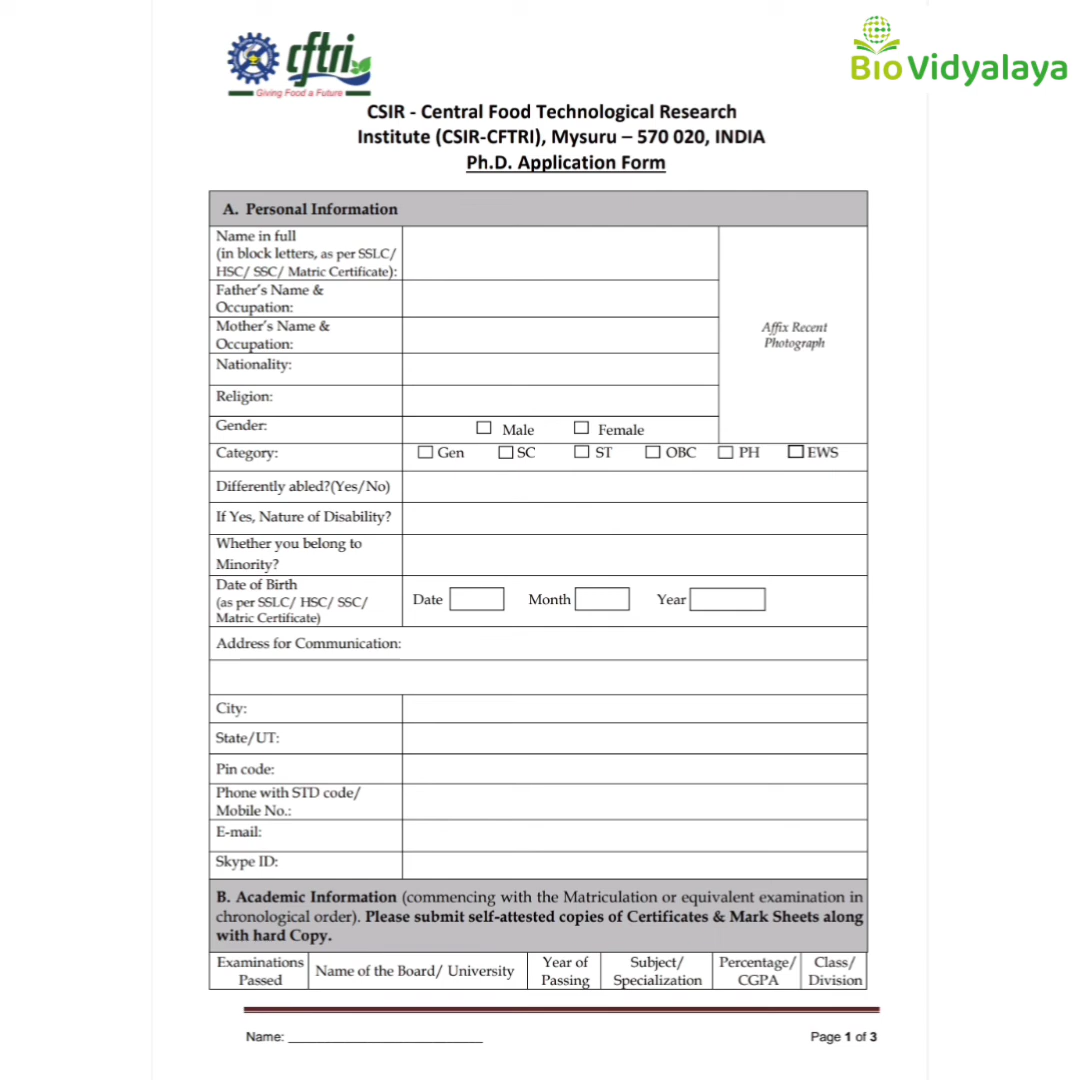 cftri
Giving Food a Future
Bio Vidyalaya
CSIR - Central Food Technological Research
Institute (CSIR-CFTRI), Mysuru – 570 020, INDIA
Ph.D. Application Form
A. Personal Information
Name in full
(in block letters, as per SSLC/
HSC/ SSC/ Matric Certificate):
Father's Name &
Occupation:
Mother's Name &
Occupation:
Affix Recent
Photograph
Nationality:
Religion:
Gender:
Male Female
Category:
Gen SC ST OBC PH EWS
Differently abled?(Yes/No)
If Yes, Nature of Disability?
Whether you belong to
Minority?
Date of Birth
(as per SSLC/ HSC/ SSC/
Matric Certificate)
Date Month Year
Address for Communication:
City:
State/UT:
Pin code:
Phone with STD code/
Mobile No.:
E-mail:
Skype ID:
B. Academic Information (commencing with the Matriculation or equivalent examination in
chronological order). Please submit self-attested copies of Certificates & Mark Sheets along
with hard Copy.
Examinations
Passed
Name of the Board/ University
Year of
Passing
Subject/
Specialization
Percentage/
CGPA
Class/
Division
Name: ___________________________
Page 1 of 3